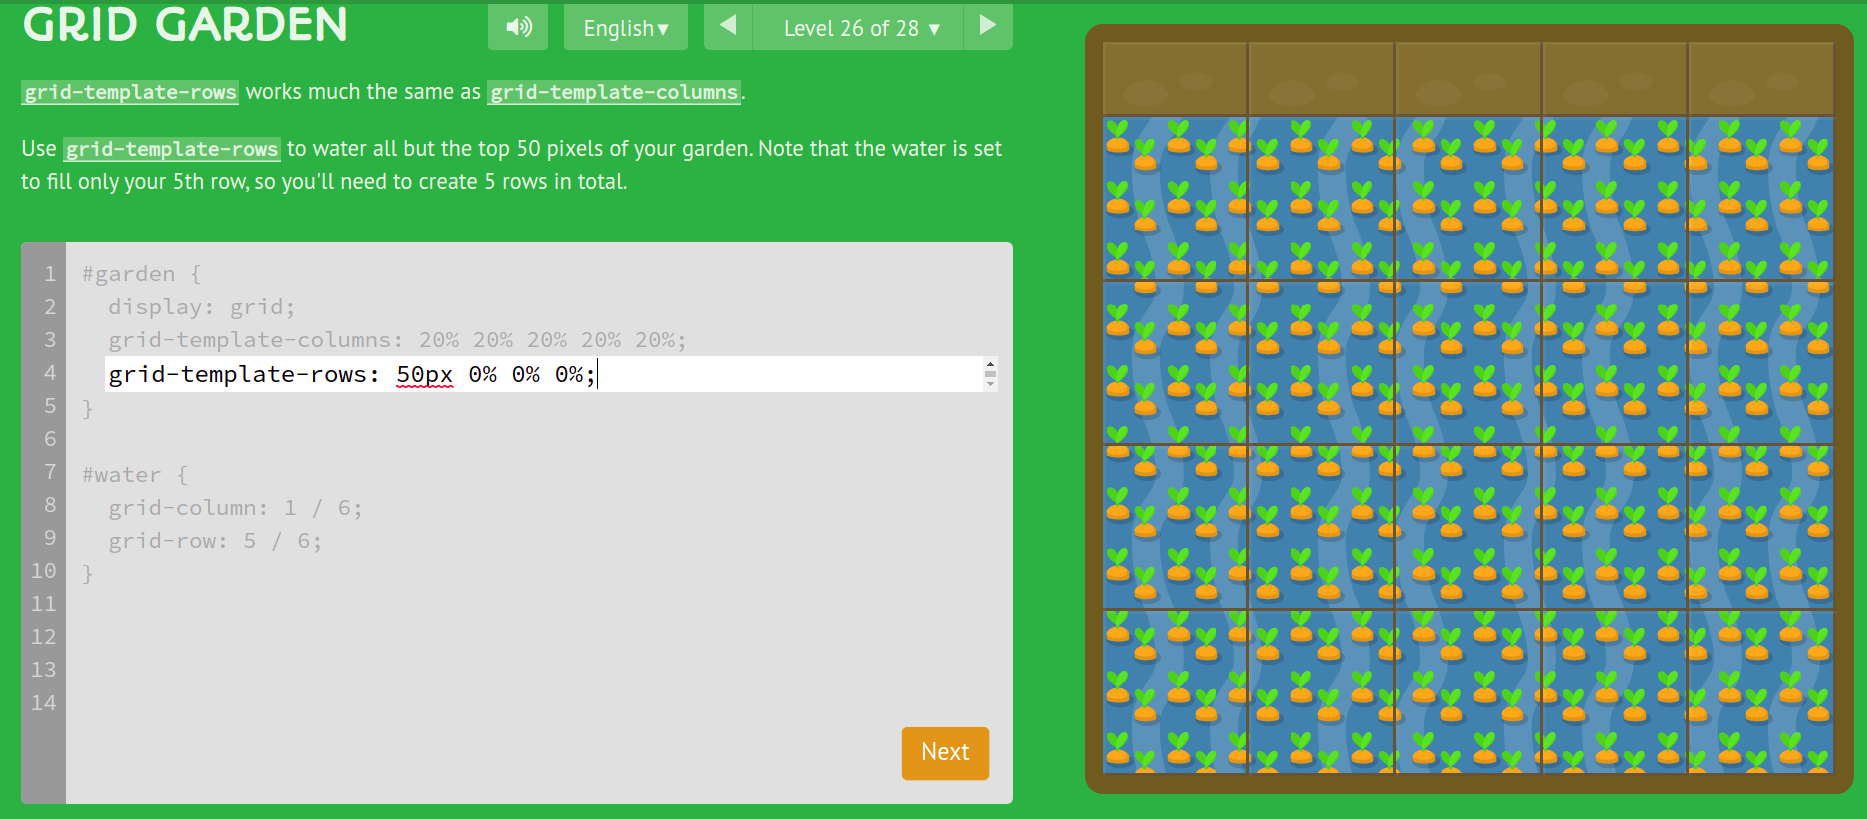 GRID GARDEN
English▾
Level 26 of 28 ▾
grid-template-rows works much the same as grid-template-columns.
Use grid-template-rows to water all but the top 50 pixels of your garden. Note that the water is set
to fill only your 5th row, so you'll need to create 5 rows in total.
1 #garden {
2 display: grid;
3 grid-template-columns: 20% 20% 20% 20% 20%;
4 grid-template-rows: 50px 0% 0% 0%;
5 }
6
7 #water {
8 grid-column: 1 / 6;
9 grid-row: 5 / 6;
10 }
11
12
13
14
Next